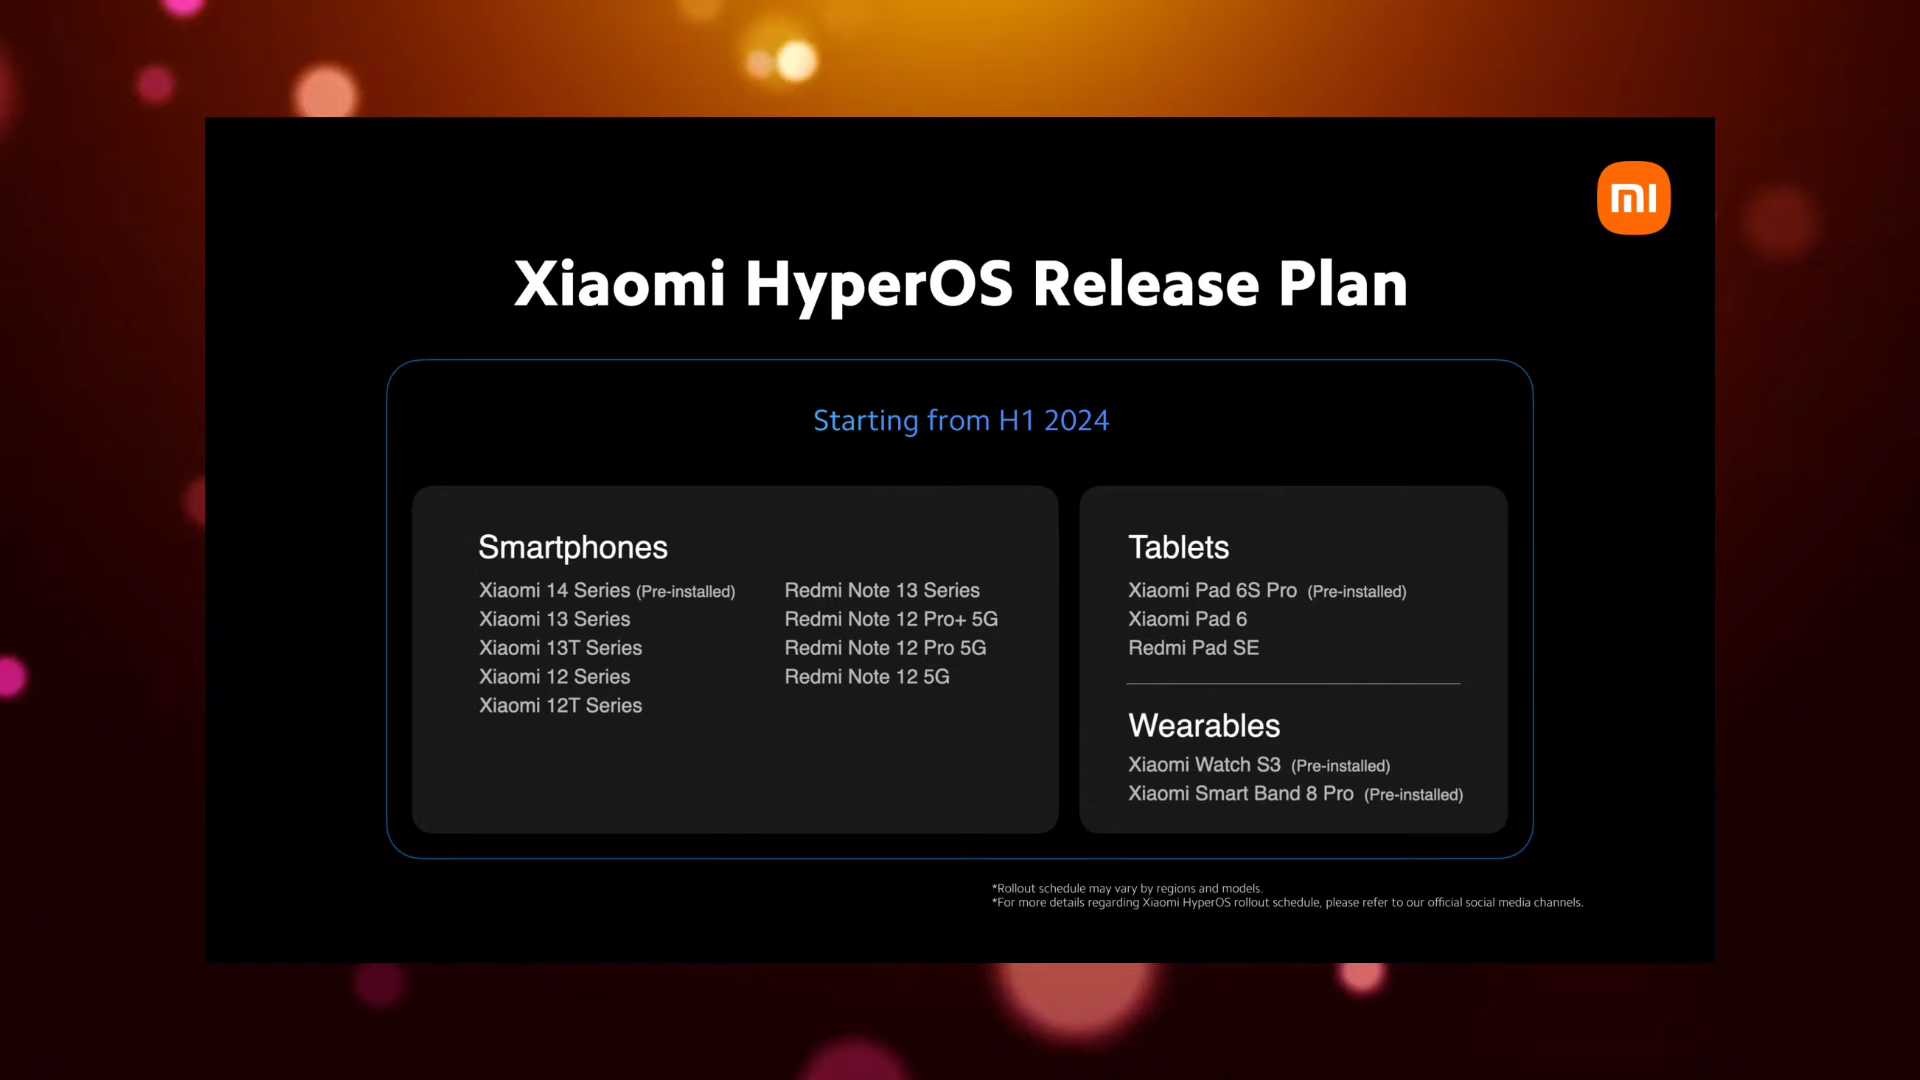 mi
Xiaomi HyperOS Release Plan
Starting from H1 2024
Smartphones
Xiaomi 14 Series (Pre-installed)
Xiaomi 13 Series
Xiaomi 13T Series
Xiaomi 12 Series
Xiaomi 12T Series
Redmi Note 13 Series
Redmi Note 12 Pro+ 5G
Redmi Note 12 Pro 5G
Redmi Note 12 5G
Tablets
Xiaomi Pad 6S Pro (Pre-installed)
Xiaomi Pad 6
Redmi Pad SE
Wearables
Xiaomi Watch S3 (Pre-installed)
Xiaomi Smart Band 8 Pro (Pre-installed)
*Rollout schedule may vary by regions and models.
*For more details regarding Xiaomi HyperOS rollout schedule, please refer to our official social media channels.